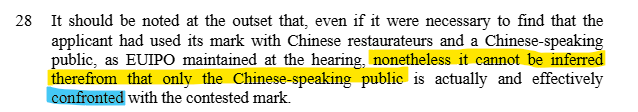 28 It should be noted at the outset that, even if it were necessary to find that the
applicant had used its mark with Chinese restaurateurs and a Chinese-speaking
public, as EUIPO maintained at the hearing, nonetheless it cannot be inferred
therefrom that only the Chinese-speaking public is actually and effectively
confronted with the contested mark.